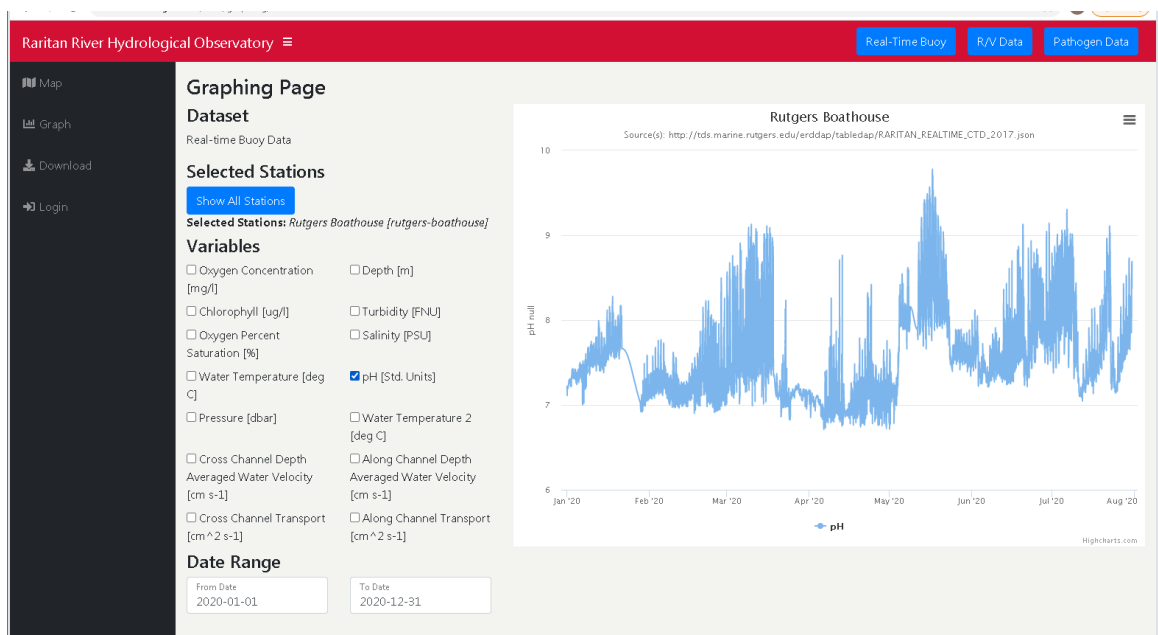 Raritan River Hydrological Observatory
Real-Time Buoy
R/V Data
Pathogen Data
Map
Graph
Download
Login
Graphing Page
Dataset
Real-time Buoy Data
Selected Stations
Show All Stations
Selected Stations: Rutgers Boathouse [rutgers-boathouse]
Variables
Oxygen Concentration
[mg/l]
Depth [m]
Chlorophyll [ug/l]
Turbidity [FNU]
Oxygen Percent
Saturation [%]
Salinity [PSU]
Water Temperature [deg
C]
pH [Std. Units]
Pressure [dbar]
Water Temperature 2
[deg C]
Cross Channel Depth
Averaged Water Velocity
[cm s-1]
Along Channel Depth
Averaged Water Velocity
[cm s-1]
Cross Channel Transport
[cm^2 s-1]
Along Channel Transport
[cm^2 s-1]
Date Range
From Date
2020-01-01
To Date
2020-12-31
Rutgers Boathouse
Source(s): http://tds.marine.rutgers.edu/erddap/tabledap/RARITAN_REALTIME_CTD_2017.json
10
9
8
7
6
pH null
Jan '20
Feb '20
Mar '20
Apr '20
May '20
Jun '20
Jul '20
Aug '20
pH
Highcharts.com